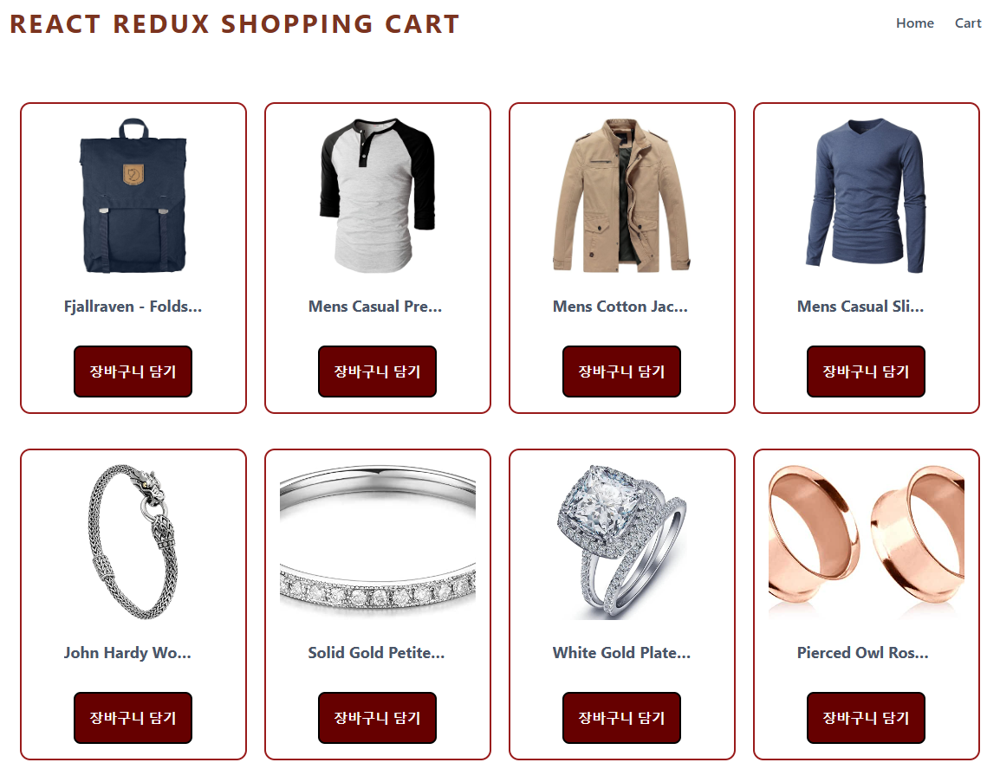 REACT REDUX SHOPPING CART
Home Cart
Fjallraven - Folds...
Mens Casual Pre...
Mens Cotton Jac...
Mens Casual Sli...
장바구니 담기
장바구니 담기
장바구니 담기
장바구니 담기
John Hardy Wo...
Solid Gold Petite...
White Gold Plate...
Pierced Owl Ros...
장바구니 담기
장바구니 담기
장바구니 담기
장바구니 담기